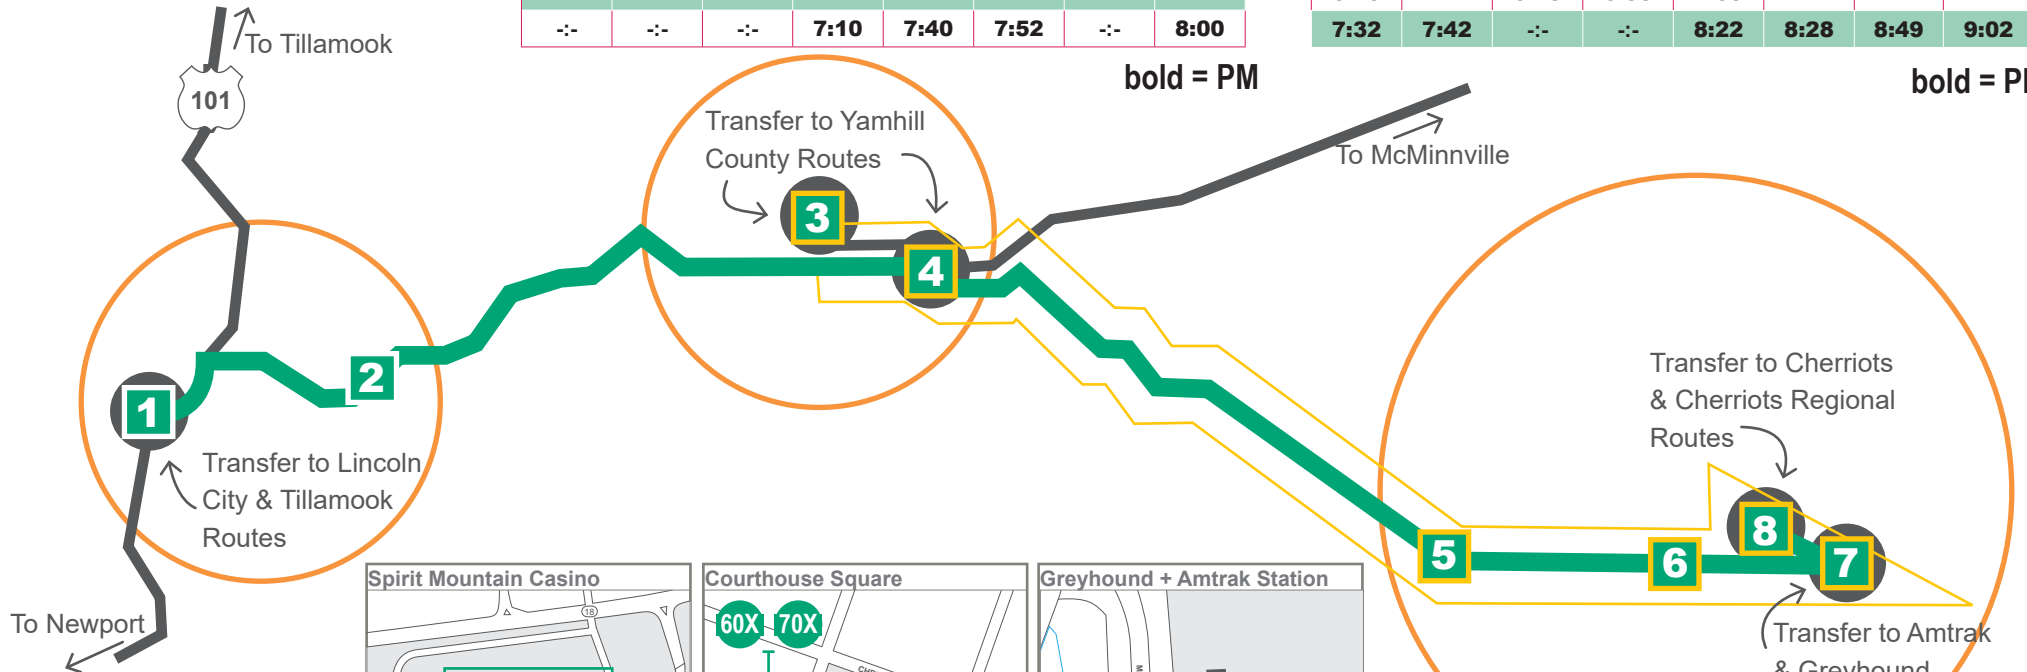 -:- -:- -:- 7:10 7:40 7:52 -:- 8:00
7:32 7:42 -:- -:- 8:22 8:28 8:49 9:02
bold = PM
bold = P
To Tillamook
101
Transfer to Yamhill
County Routes
To McMinnville
3
4
2
1
Transfer to Lincoln
City & Tillamook
Routes
To Newport
Transfer to Cherriots
& Cherriots Regional
Routes
8
5
6
7
Transfer to Amtrak
& Greyhound
Spirit Mountain Casino
18
Courthouse Square
60X 70X
Greyhound + Amtrak Station